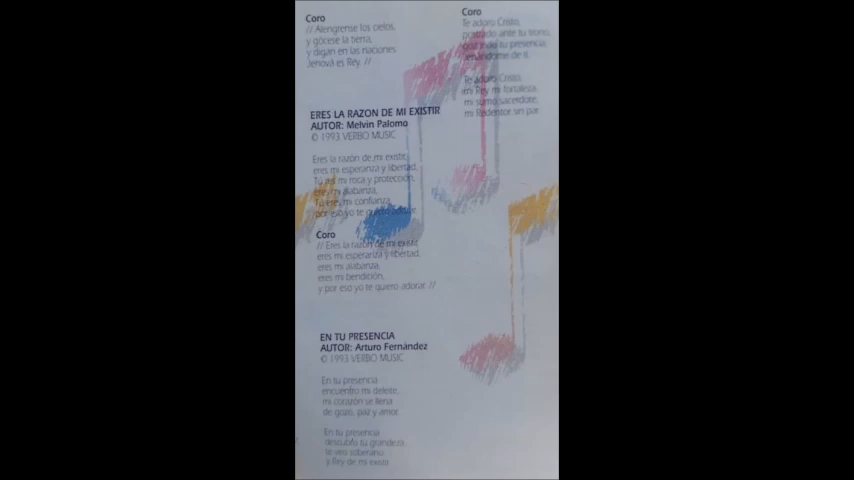 Coro
// Alengrense los cielos,
y gócese la tierra,
y digan en las naciones
Jehová es Rey. //
ERES LA RAZON DE MI EXISTIR
AUTOR: Melvin Palomo
© 1993 VERBO MUSIC
Eres la razón de mi existir,
eres mi esperanza y libertad,
Tú eres mi roca y protección,
eres mi alabanza,
Tú eres mi confianza,
por eso yo te quiero adorar.
Coro
// Eres la razón de mi existir,
eres mi esperanza y libertad,
eres mi alabanza,
eres mi bendición,
y por eso yo te quiero adorar. //
EN TU PRESENCIA
AUTOR: Arturo Fernández
© 1993 VERBO MUSIC
En tu presencia
encuentro mi deleite,
mi corazón se llena
de gozo, paz y amor.
En tu presencia
descubro tu grandeza,
te veo soberano
y Rey de mi existir.
Coro
Te adoro Cristo,
postrado ante tu trono,
tu presencia,
llenándome de ti.
Te adoro Cristo,
mi Rey mi fortaleza,
mi sumo sacerdote,
mi Redentor sin par.